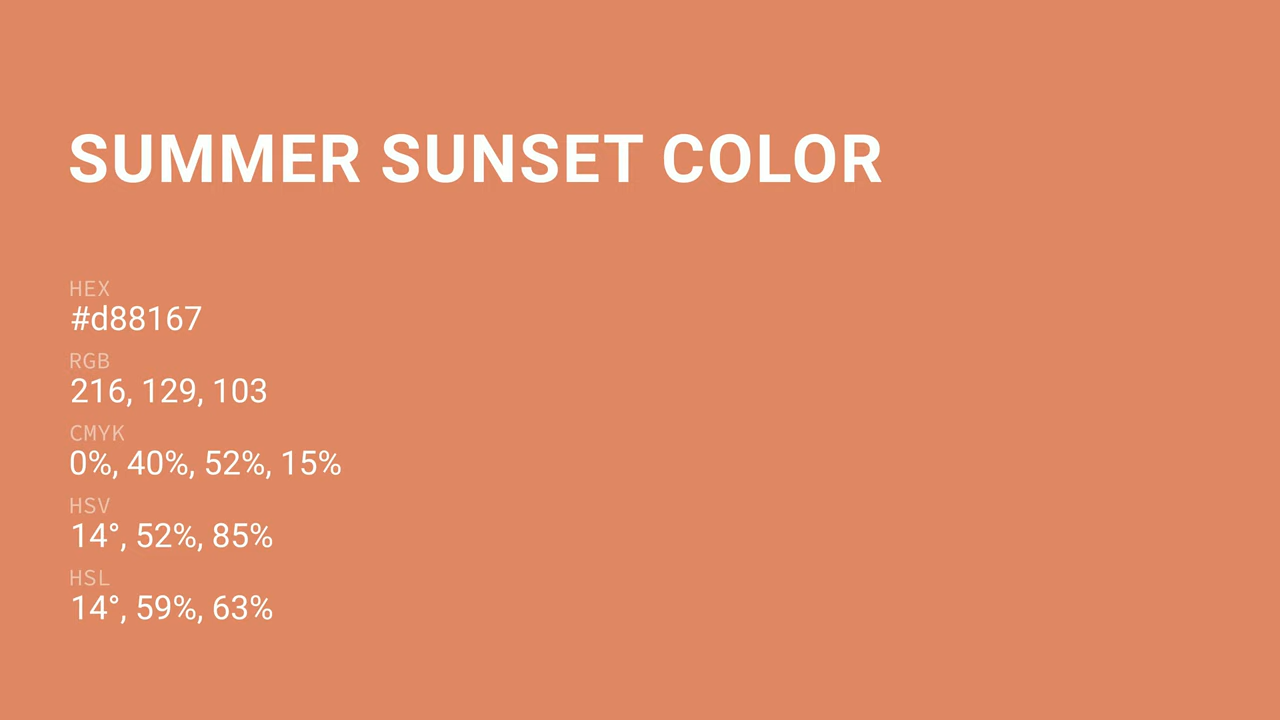 SUMMER SUNSET COLOR
HEX
#d88167
RGB
216, 129, 103
CMYK
0%, 40%, 52%, 15%
HSV
14°, 52%, 85%
HSL
14°, 59%, 63%